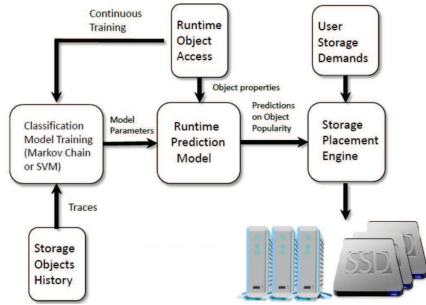 Continuous
Training
Runtime
Object
Access
User
Storage
Demands
Object properties
Classification
Model Training
(Markov Chain
or SVM)
Model
Parameters
Runtime
Prediction
Model
Predictions
on Object
Popularity
Storage
Placement
Engine
Traces
Storage
Objects
History
SSD